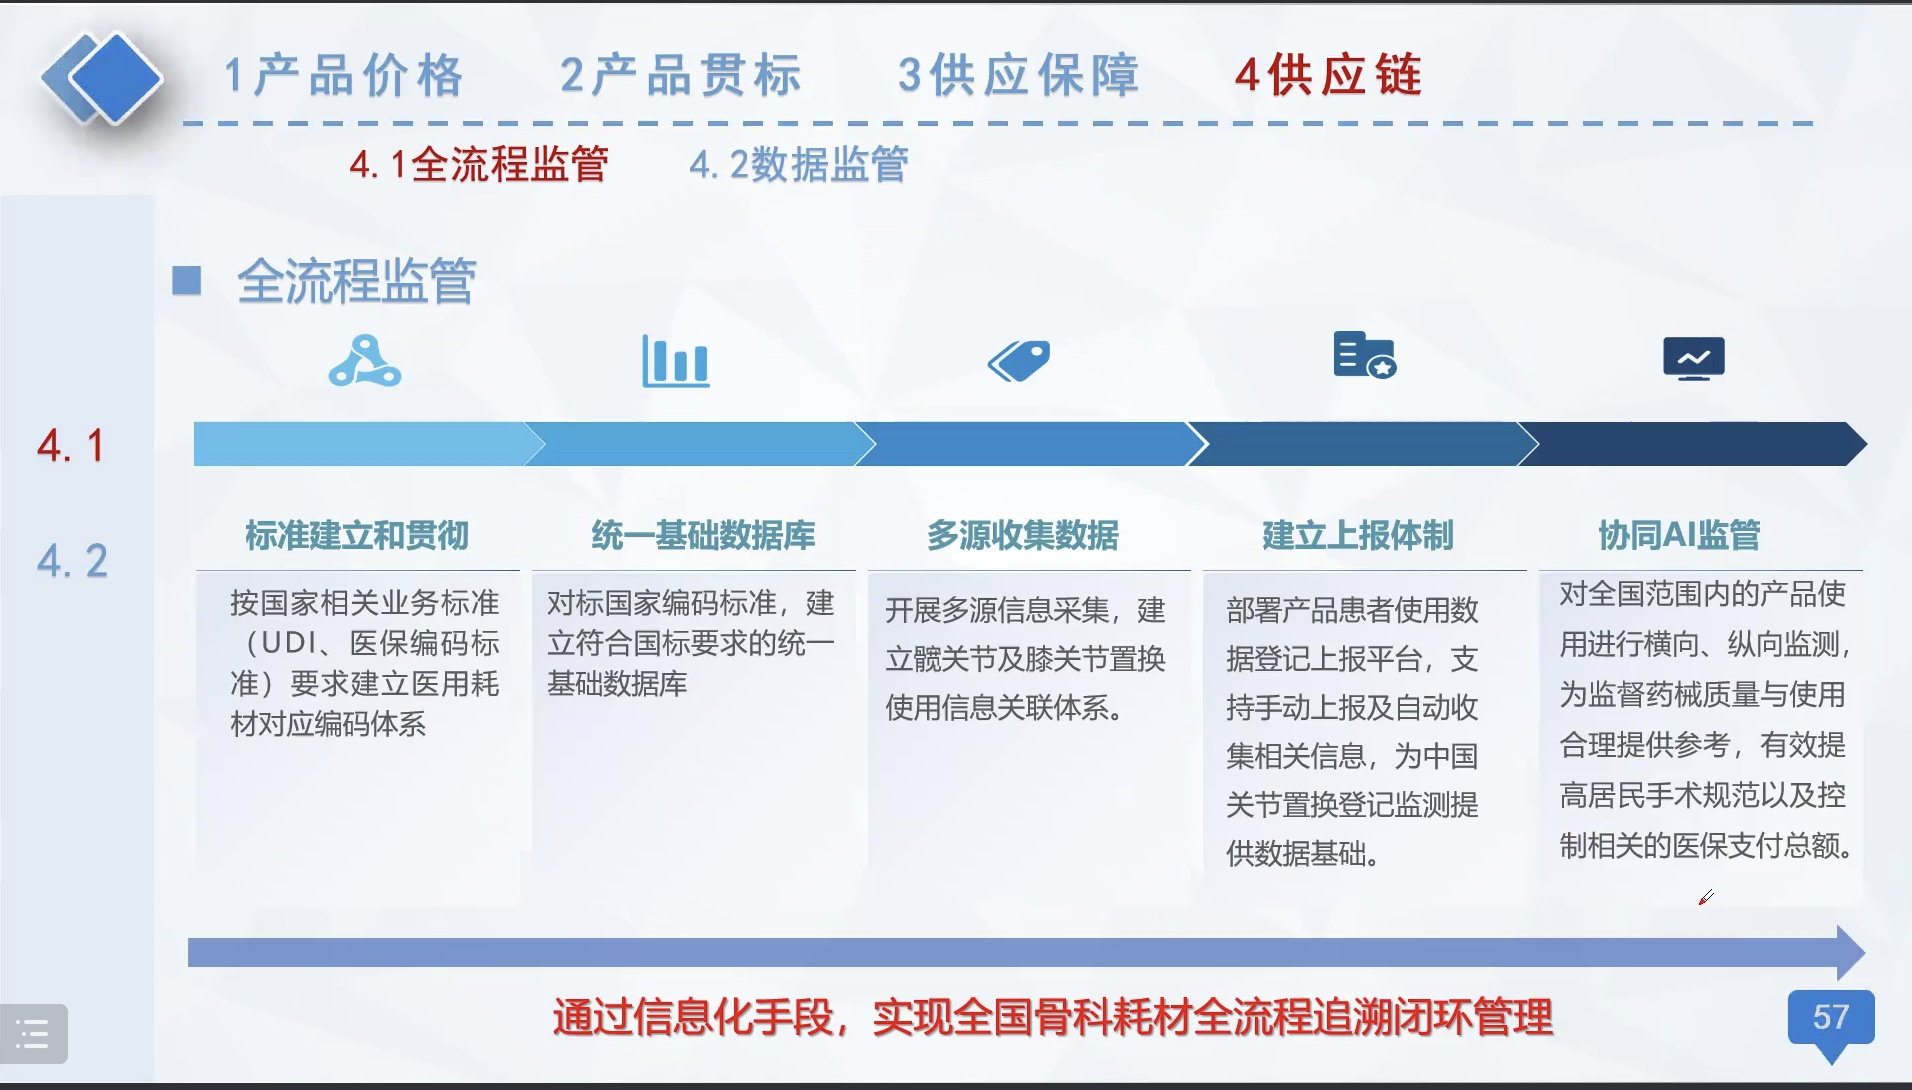 1产品价格 2产品贯标 3供应保障 4供应链
4.1全流程监管 4.2数据监管
全流程监管
4.1
4.2
标准建立和贯彻
按国家相关业务标准
（UDI、医保编码标
准）要求建立医用耗
材对应编码体系
统一基础数据库
对标国家编码标准，建
立符合国标要求的统一
基础数据库
多源收集数据
开展多源信息采集，建
立髋关节及膝关节置换
使用信息关联体系。
建立上报体制
部署产品患者使用数
据登记上报平台，支
持手动上报及自动收
集相关信息，为中国
关节置换登记监测提
供数据基础。
协同AI监管
对全国范围内的产品使
用进行横向、纵向监测，
为监督药械质量与使用
合理提供参考，有效提
高居民手术规范以及控
制相关的医保支付总额。
通过信息化手段，实现全国骨科耗材全流程追溯闭环管理
57